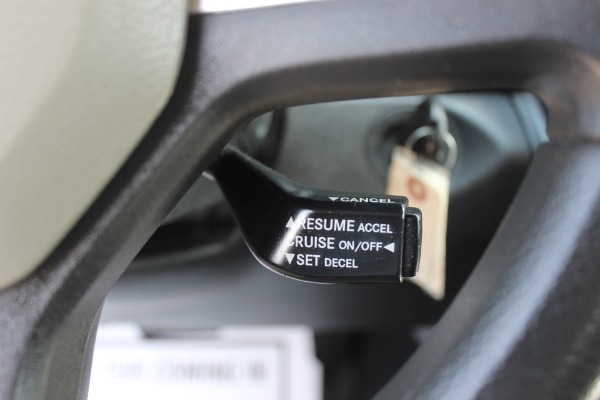 ▼CANCEL
▲RESUME ACCEL
CRUISE ON/OFF◀
▼SET DECEL